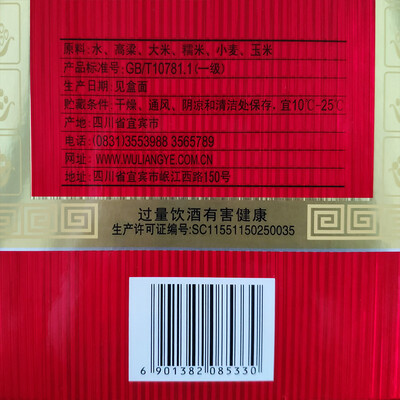 原料：水、高粱、大米、糯米、小麦、玉米
产品标准号：GB/T10781.1(一级)
生产日期：见盒面
贮藏条件：干燥、通风、阴凉和清洁处保存，宜10℃-25℃
产地：四川省宜宾市
电话：(0831)3553988 3565789
网址：WWW.WULIANGYE.COM.CN
地址：四川省宜宾市岷江西路150号
过量饮酒有害健康
生产许可证编号：SC11551150250035
6 901382 085330